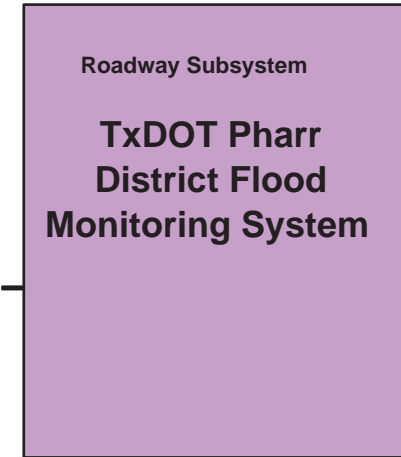 Roadway Subsystem
TxDOT Pharr
District Flood
Monitoring System